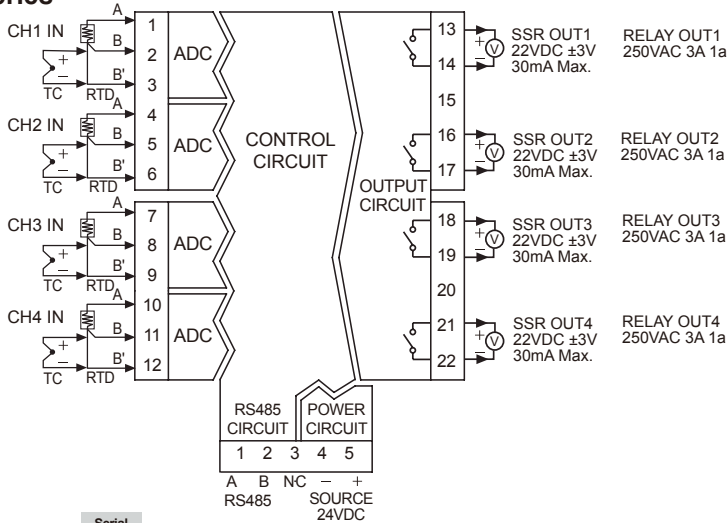 CH1 IN
A
B
B'
+
−
TC
RTD
1
2
3
ADC
CH2 IN
A
B
B'
+
−
TC
RTD
4
5
6
ADC
CH3 IN
A
B
B'
+
−
TC
RTD
7
8
9
ADC
CH4 IN
A
B
B'
+
−
TC
RTD
10
11
12
ADC
CONTROL
CIRCUIT
OUTPUT
CIRCUIT
13
14
15
16
17
18
19
20
21
22
+
−
V
SSR OUT1
22VDC ±3V
30mA Max.
RELAY OUT1
250VAC 3A 1a
+
−
V
SSR OUT2
22VDC ±3V
30mA Max.
RELAY OUT2
250VAC 3A 1a
+
−
V
SSR OUT3
22VDC ±3V
30mA Max.
RELAY OUT3
250VAC 3A 1a
+
−
V
SSR OUT4
22VDC ±3V
30mA Max.
RELAY OUT4
250VAC 3A 1a
RS485
CIRCUIT
POWER
CIRCUIT
1 2 3 4 5
A B N·C − +
RS485
SOURCE
24VDC